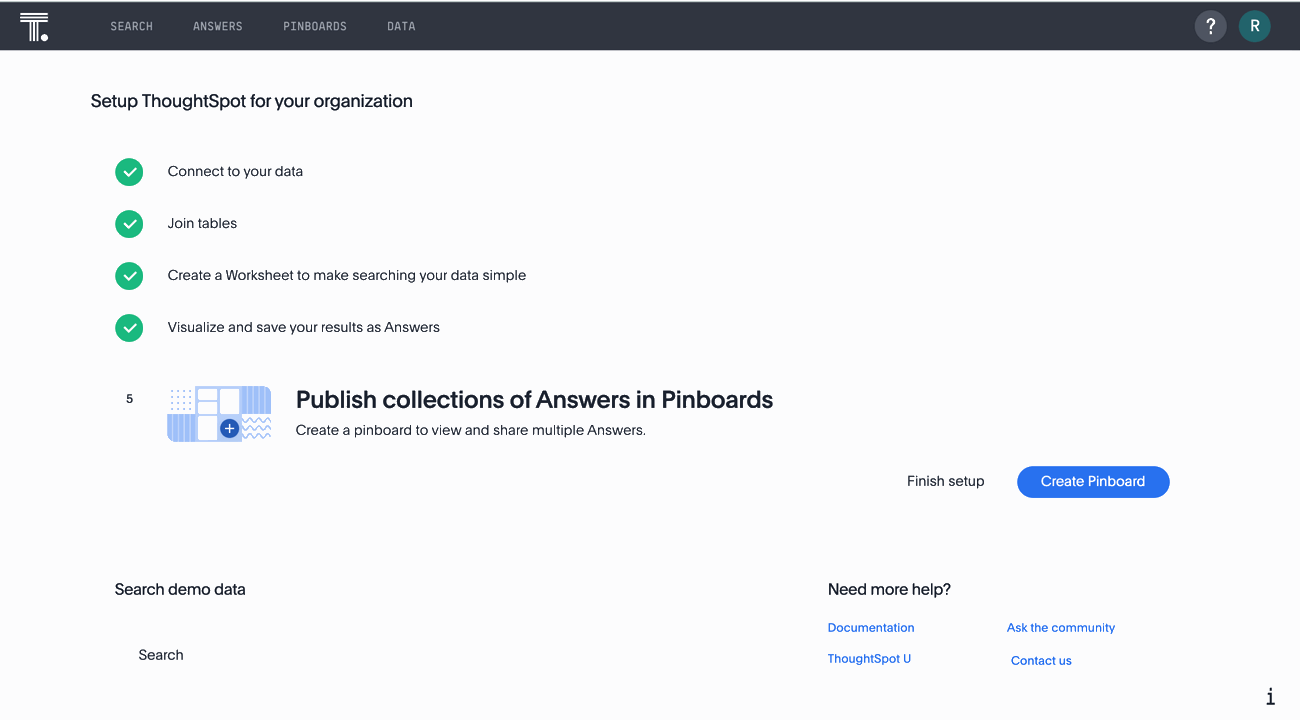 SEARCH ANSWERS PINBOARDS DATA ? R
Setup ThoughtSpot for your organization
Connect to your data
Join tables
Create a Worksheet to make searching your data simple
Visualize and save your results as Answers
5 Publish collections of Answers in Pinboards
Create a pinboard to view and share multiple Answers.
Finish setup Create Pinboard
Search demo data
Search
Need more help?
Documentation Ask the community
ThoughtSpot U Contact us
i